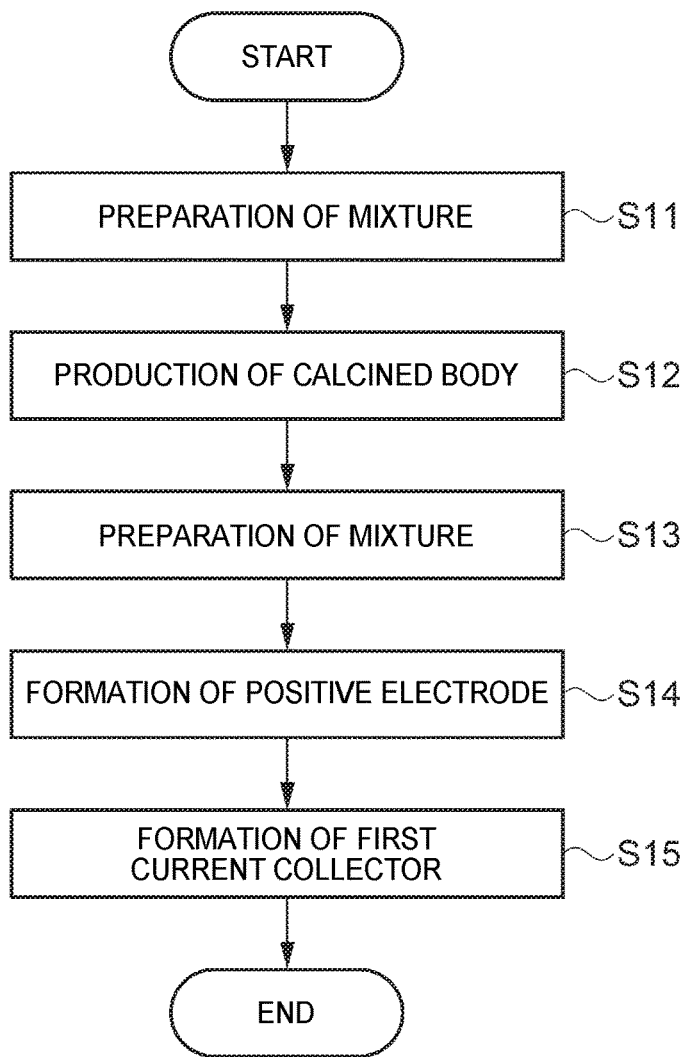 START
PREPARATION OF MIXTURE
S11
PRODUCTION OF CALCINED BODY
S12
PREPARATION OF MIXTURE
S13
FORMATION OF POSITIVE ELECTRODE
S14
FORMATION OF FIRST
CURRENT COLLECTOR
S15
END